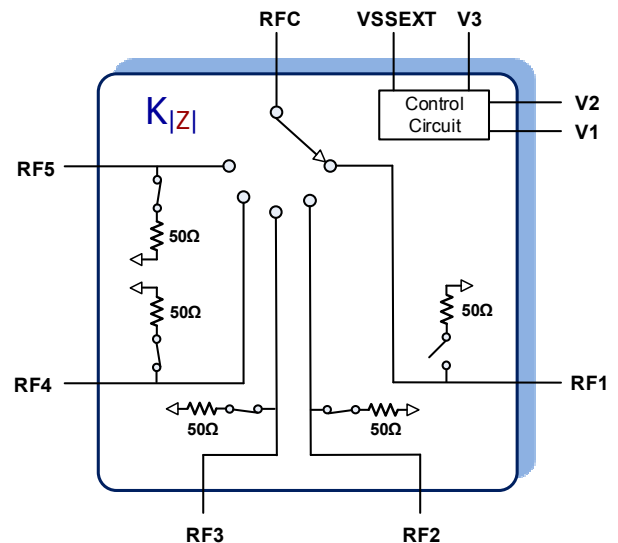 RFC VSSEXT V3
K|Z|
Control
Circuit
V2
V1
RF5
50Ω
50Ω
50Ω
RF4
RF1
50Ω
50Ω
RF3
RF2